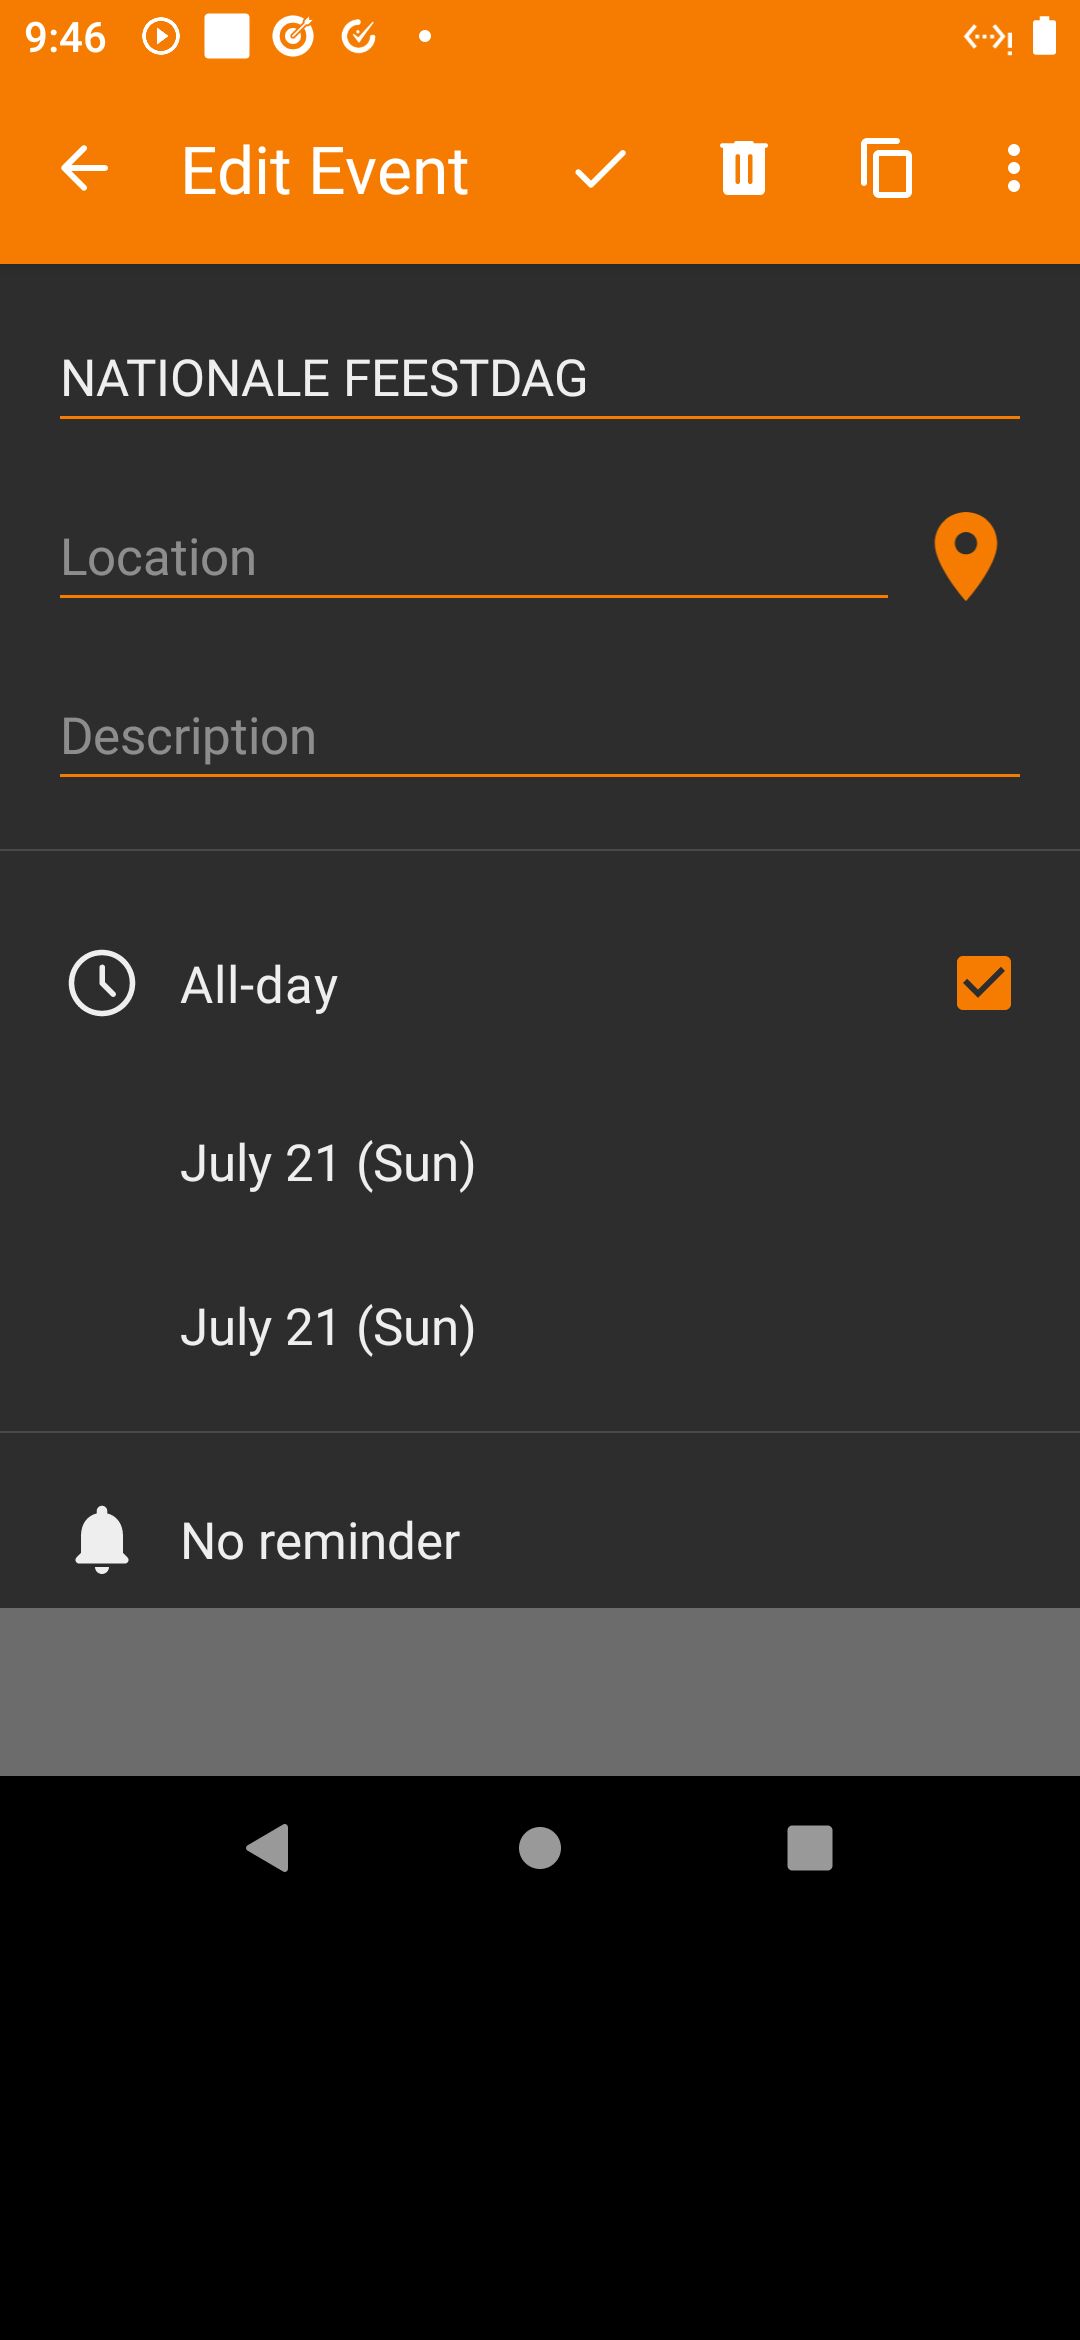 9:46
Edit Event
NATIONALE FEESTDAG
Location
Description
All-day
July 21 (Sun)
July 21 (Sun)
No reminder